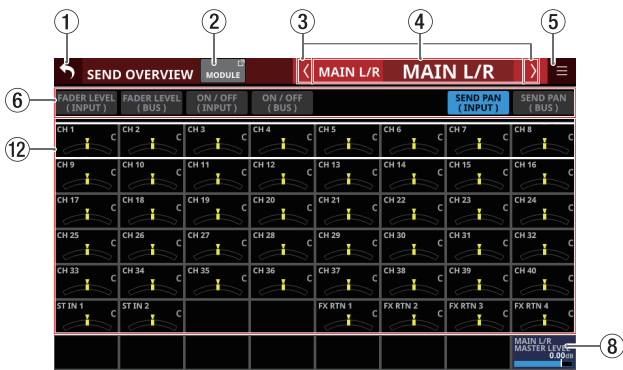 1 2 3 4 5
SEND OVERVIEW MODULE MAIN L/R MAIN L/R
6
FADER LEVEL FADER LEVEL ON / OFF ON / OFF SEND PAN SEND PAN
( INPUT ) ( BUS ) ( INPUT ) ( BUS ) ( INPUT ) ( BUS )
12
CH 1 CH 2 CH 3 CH 4 CH 5 CH 6 CH 7 CH 8
C C C C C C C C
CH 9 CH 10 CH 11 CH 12 CH 13 CH 14 CH 15 CH 16
C C C C C C C C
CH 17 CH 18 CH 19 CH 20 CH 21 CH 22 CH 23 CH 24
C C C C C C C C
CH 25 CH 26 CH 27 CH 28 CH 29 CH 30 CH 31 CH 32
C C C C C C C C
CH 33 CH 34 CH 35 CH 36 CH 37 CH 38 CH 39 CH 40
C C C C C C C C
ST IN 1 ST IN 2 FX RTN 1 FX RTN 2 FX RTN 3 FX RTN 4
C C C C C C
MAIN L/R
MASTER LEVEL 8
0.00dB